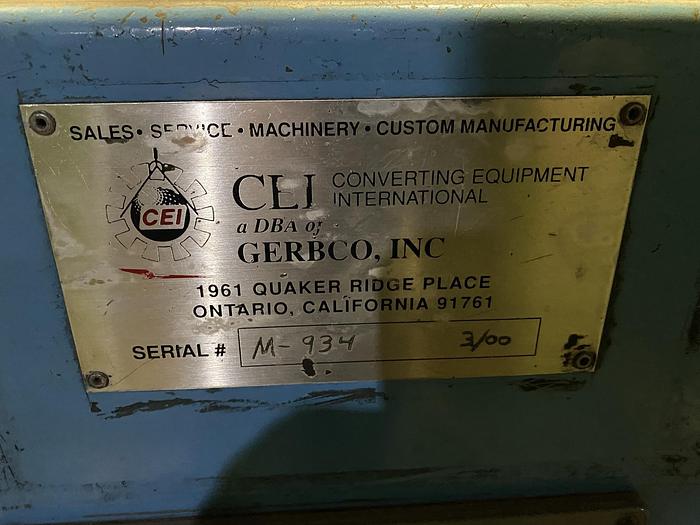 SALES • SERVICE • MACHINERY • CUSTOM MANUFACTURING
CEI
CEI CONVERTING EQUIPMENT INTERNATIONAL
a DBA of
GERBCO, INC
1961 QUAKER RIDGE PLACE
ONTARIO, CALIFORNIA 91761
SERIAL # M-934 3/00